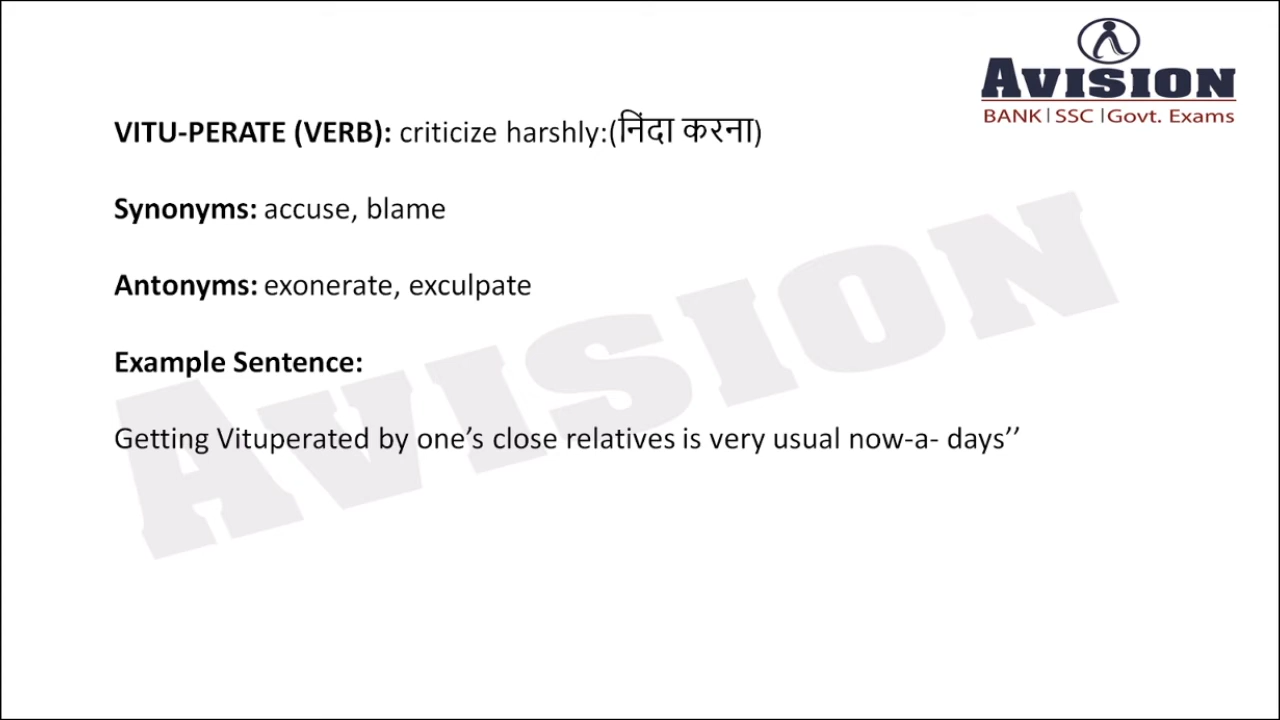 AVISION
BANK | SSC | Govt. Exams
VITU-PERATE (VERB): criticize harshly:(निंदा करना)
Synonyms: accuse, blame
Antonyms: exonerate, exculpate
Example Sentence:
Getting Vituperated by one’s close relatives is very usual now-a- days’’
AVISION